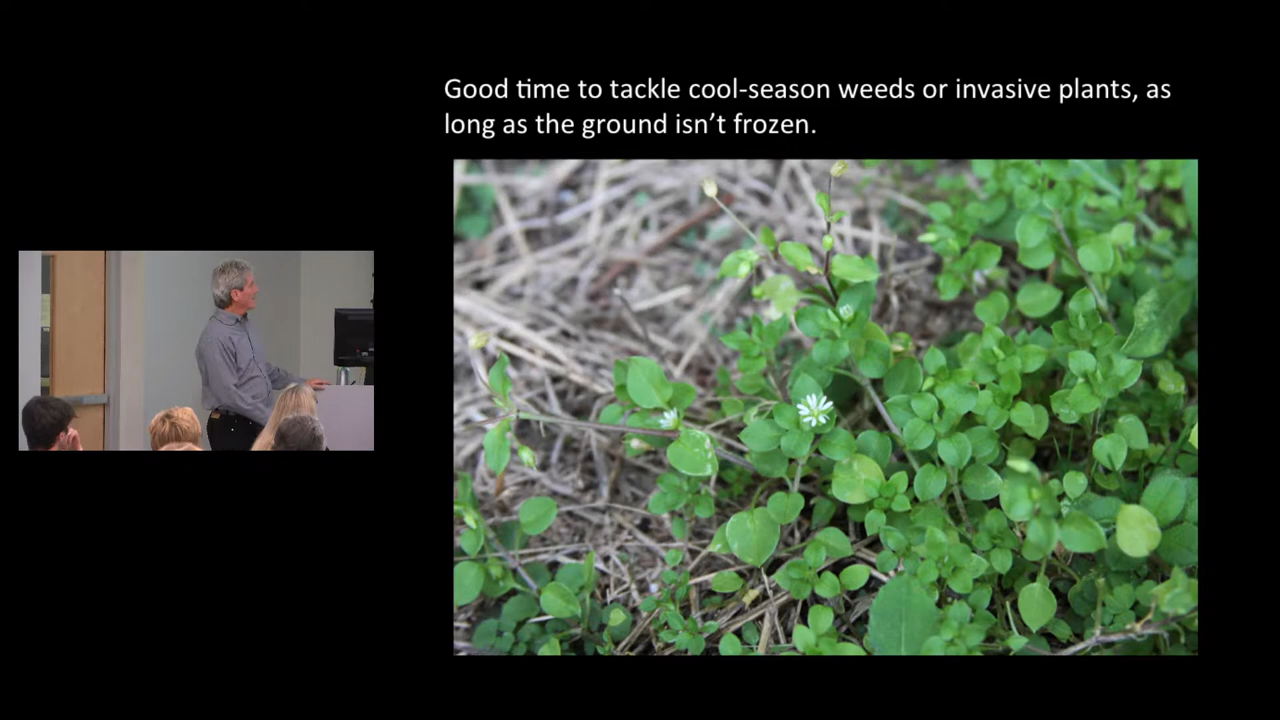 Good time to tackle cool-season weeds or invasive plants, as
long as the ground isn’t frozen.